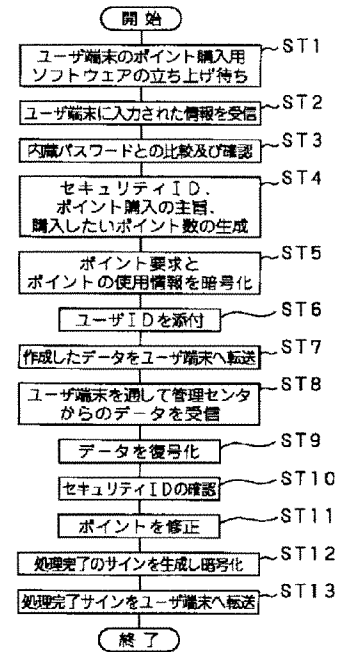 開 始
ST1
ユーザ端末のポイント購入用
ソフトウェアの立ち上げ待ち
ST2
ユーザ端末に入力された情報を受信
ST3
内蔵パスワードとの比較及び確認
ST4
セキュリティID、
ポイント購入の主旨、
購入したいポイント数の生成
ST5
ポイント要求と
ポイントの使用情報を暗号化
ST6
ユーザIDを添付
ST7
作成したデータをユーザ端末へ転送
ST8
ユーザ端末を通して管理センタ
からのデータを受信
ST9
データを復号化
ST10
セキュリティIDの確認
ST11
ポイントを修正
ST12
処理完了のサインを生成し暗号化
ST13
処理完了サインをユーザ端末へ転送
終 了